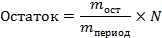 Остаток = m_ост / m_период × N